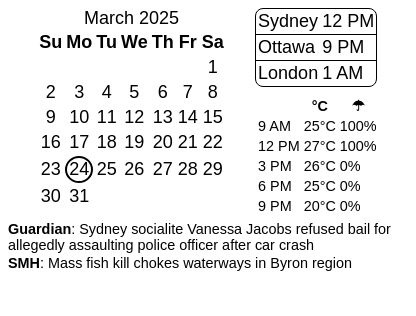 March 2025
Su Mo Tu We Th Fr Sa
1
2 3 4 5 6 7 8
9 10 11 12 13 14 15
16 17 18 19 20 21 22
23 24 25 26 27 28 29
30 31
Sydney 12 PM
Ottawa 9 PM
London 1 AM
°C ☂
9 AM 25°C 100%
12 PM 27°C 100%
3 PM 26°C 0%
6 PM 25°C 0%
9 PM 20°C 0%
Guardian: Sydney socialite Vanessa Jacobs refused bail for
allegedly assaulting police officer after car crash
SMH: Mass fish kill chokes waterways in Byron region